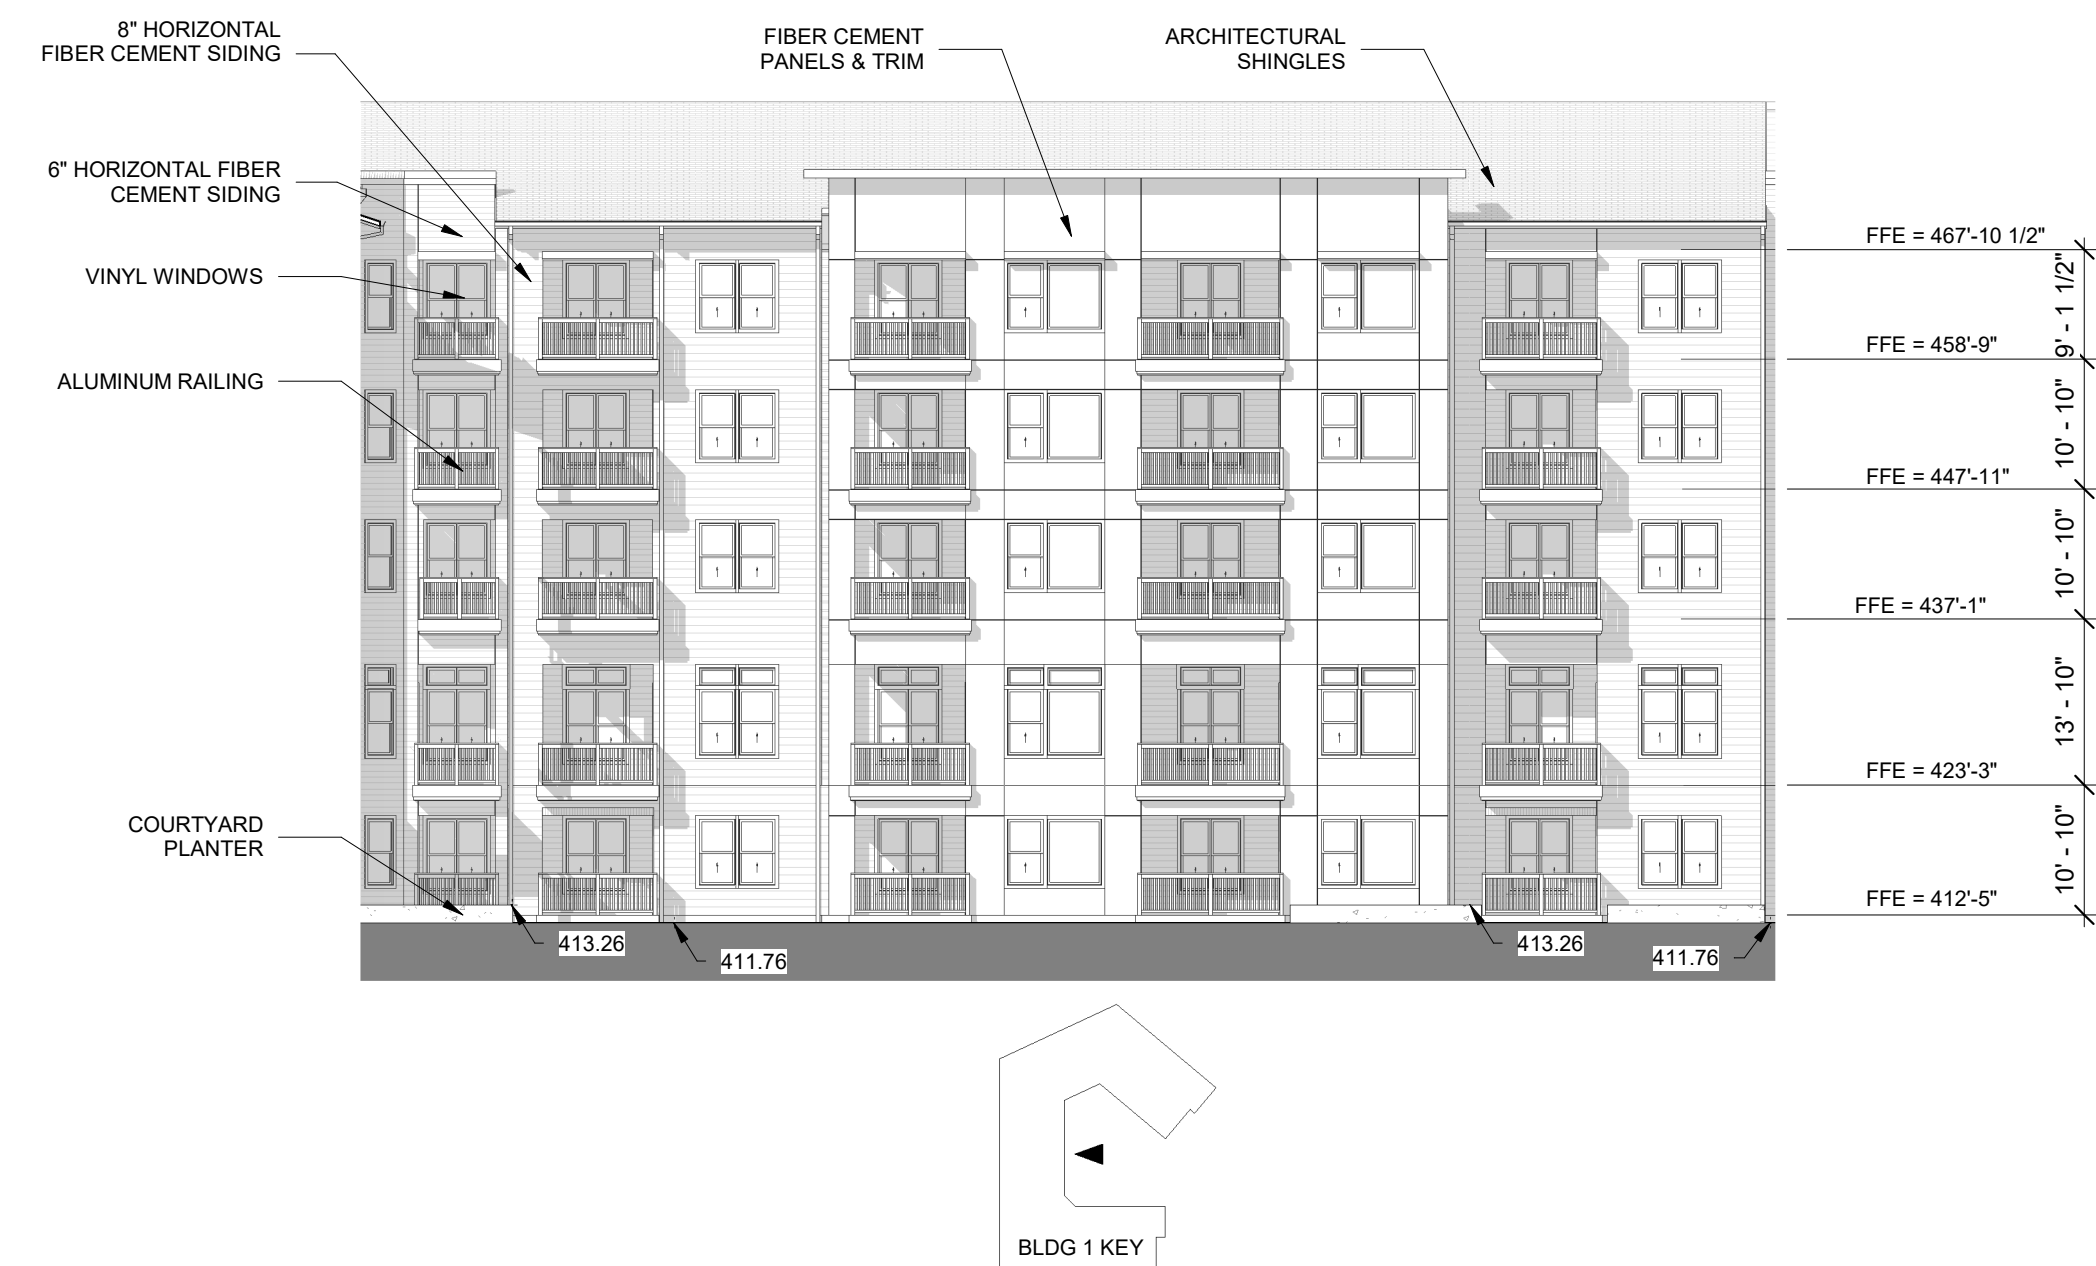 8" HORIZONTAL
FIBER CEMENT SIDING
FIBER CEMENT
PANELS & TRIM
ARCHITECTURAL
SHINGLES
6" HORIZONTAL FIBER
CEMENT SIDING
VINYL WINDOWS
ALUMINUM RAILING
COURTYARD
PLANTER
FFE = 467'-10 1/2"
9' - 1 1/2"
FFE = 458'-9"
10' - 10"
FFE = 447'-11"
10' - 10"
FFE = 437'-1"
13' - 10"
FFE = 423'-3"
10' - 10"
FFE = 412'-5"
413.26
411.76
413.26
411.76
BLDG 1 KEY